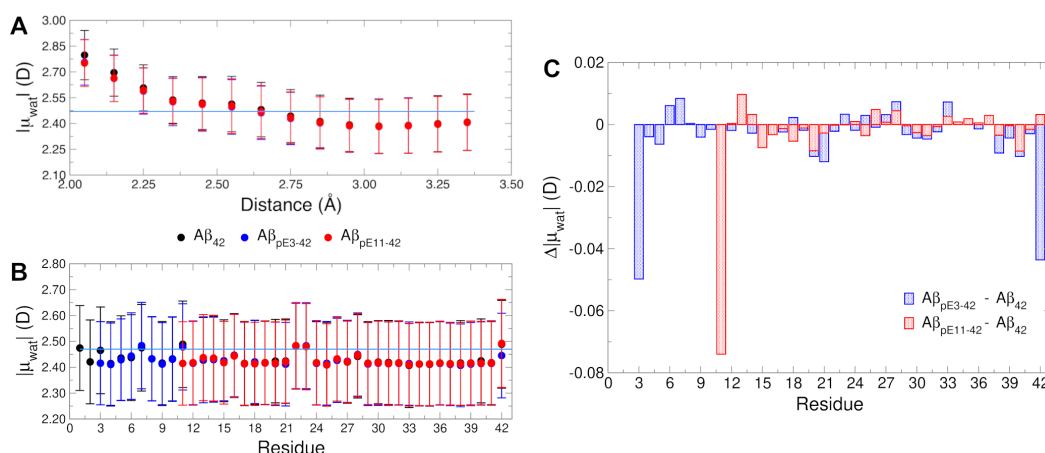 A
|μwat| (D)
3.00
2.85
2.70
2.55
2.40
2.25
2.10
2.00 2.25 2.50 2.75 3.00 3.25 3.50
Distance (Å)
Aβ42 AβpE3-42 AβpE11-42
B
|μwat| (D)
2.80
2.70
2.60
2.50
2.40
2.30
2.20
0 3 6 9 12 15 18 21 24 27 30 33 36 39 42
Residue
C
Δ|μwat| (D)
0.02
0
-0.02
-0.04
-0.06
-0.08
0 3 6 9 12 15 18 21 24 27 30 33 36 39 42
Residue
AβpE3-42 - Aβ42
AβpE11-42 - Aβ42